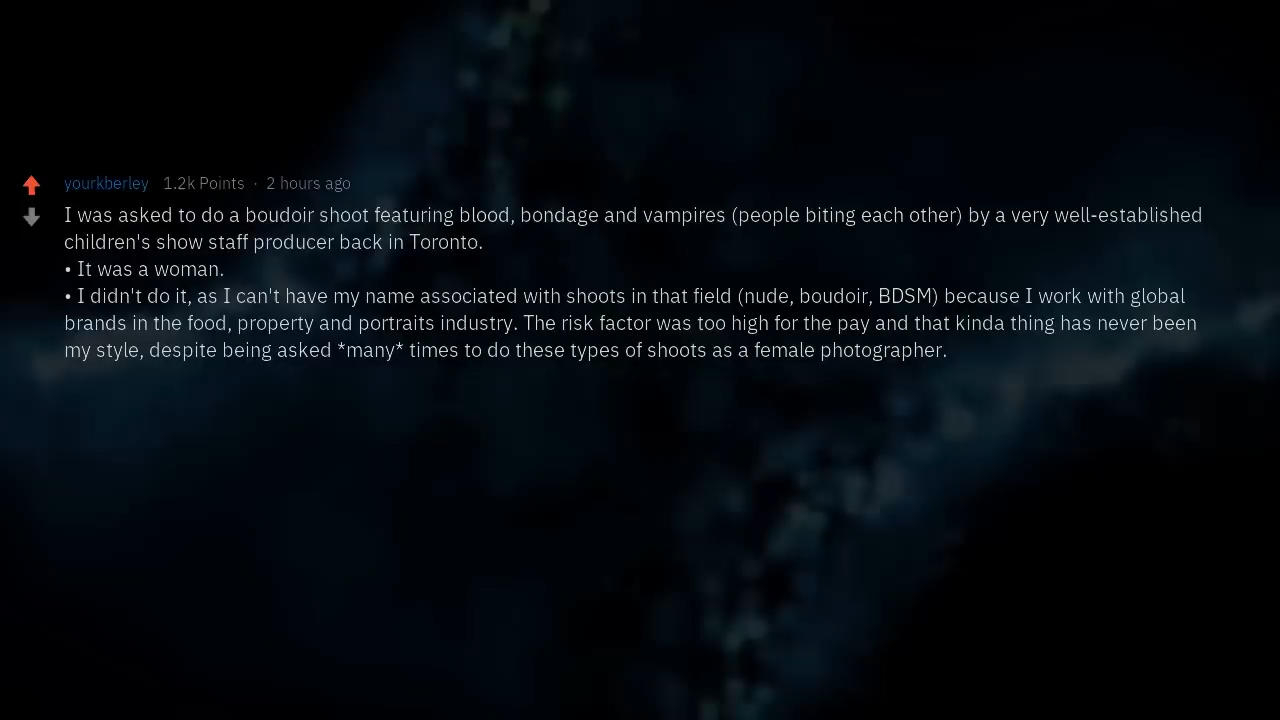 yourkberley 1.2k Points · 2 hours ago
I was asked to do a boudoir shoot featuring blood, bondage and vampires (people biting each other) by a very well-established
children's show staff producer back in Toronto.
• It was a woman.
• I didn't do it, as I can't have my name associated with shoots in that field (nude, boudoir, BDSM) because I work with global
brands in the food, property and portraits industry. The risk factor was too high for the pay and that kinda thing has never been
my style, despite being asked *many* times to do these types of shoots as a female photographer.